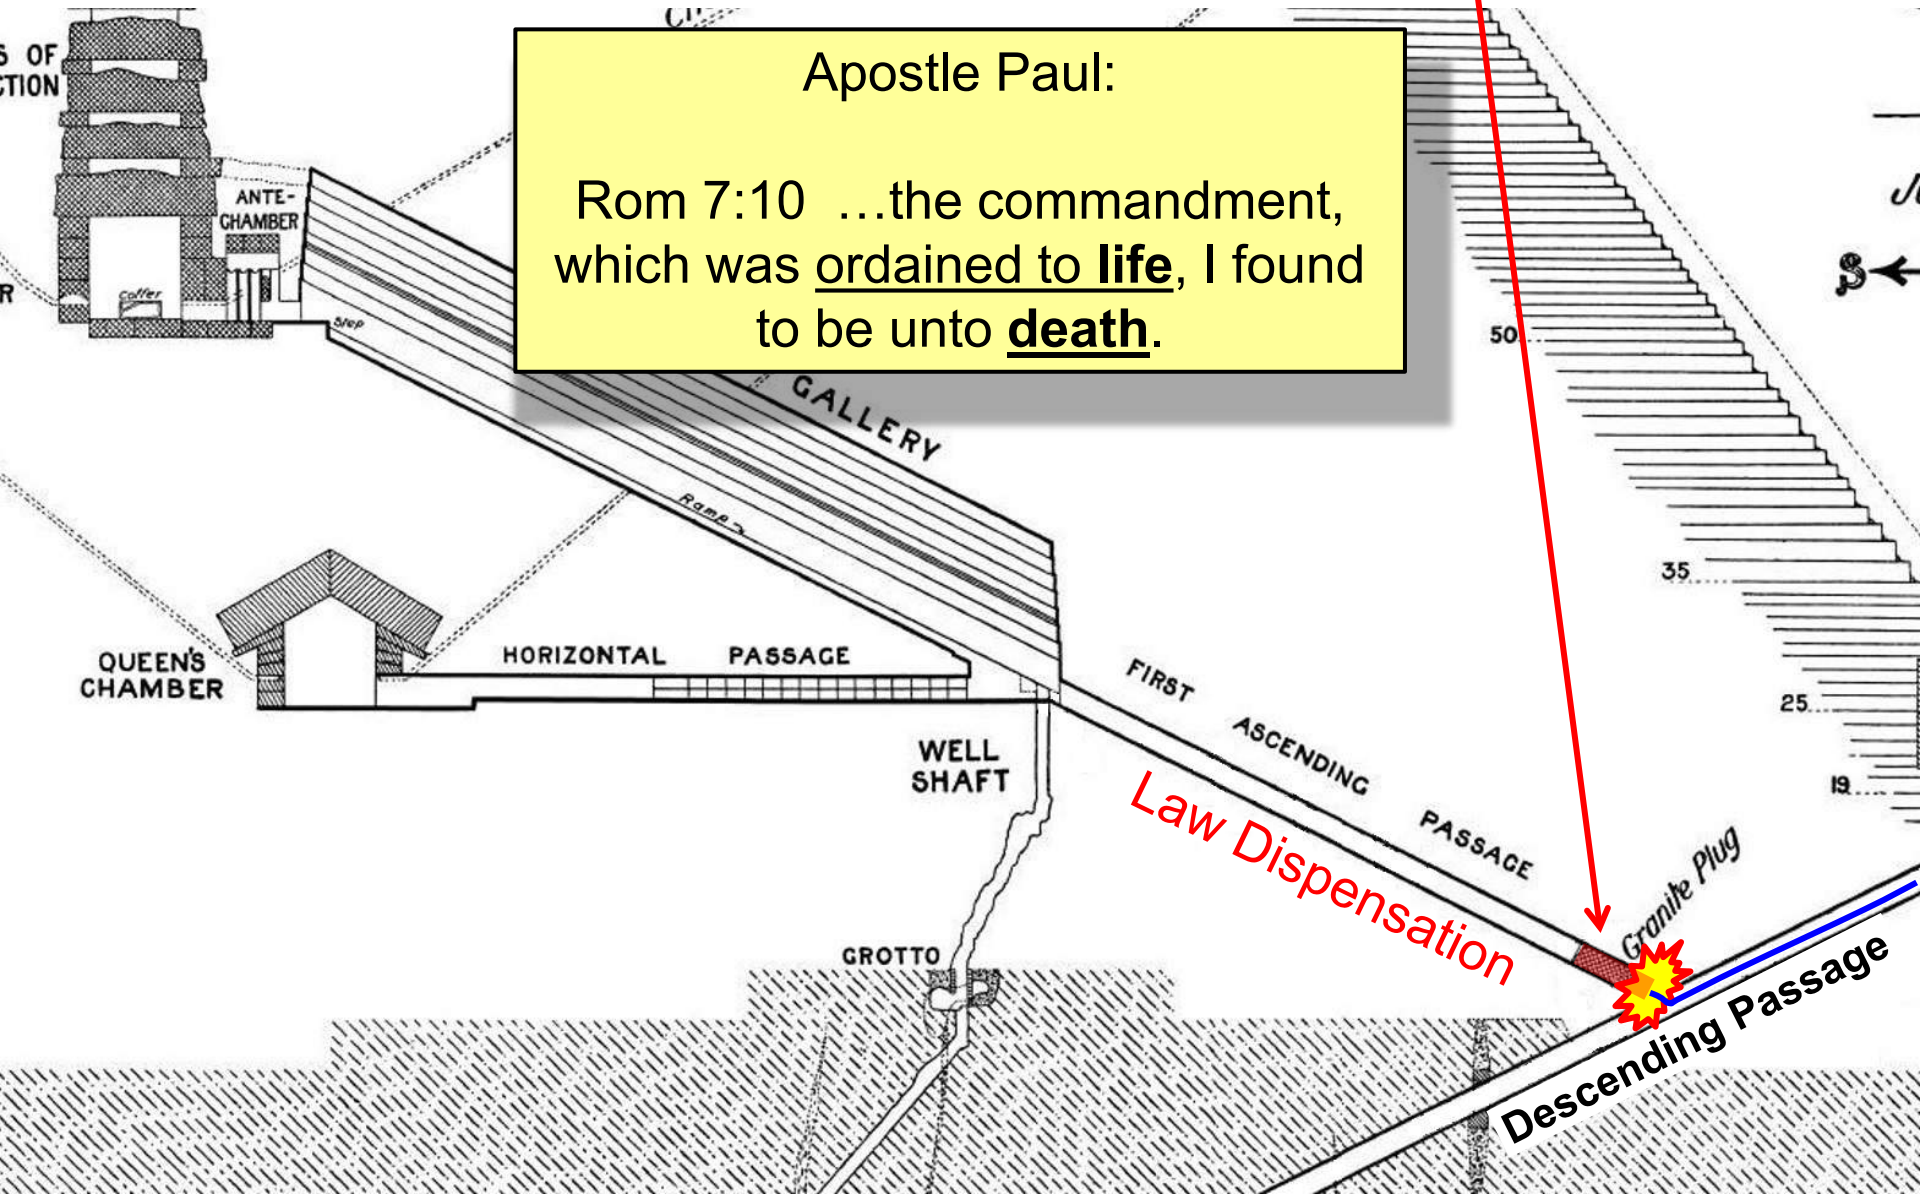 Apostle Paul:
Rom 7:10 …the commandment,
which was ordained to life, I found
to be unto death.
OF
ANTE-
CHAMBER
Coffer
Step
GALLERY
Ramp
50
35
25
19
S
QUEEN'S
CHAMBER
HORIZONTAL PASSAGE
WELL
SHAFT
FIRST ASCENDING PASSAGE
Law Dispensation
Granite Plug
GROTTO
Descending Passage